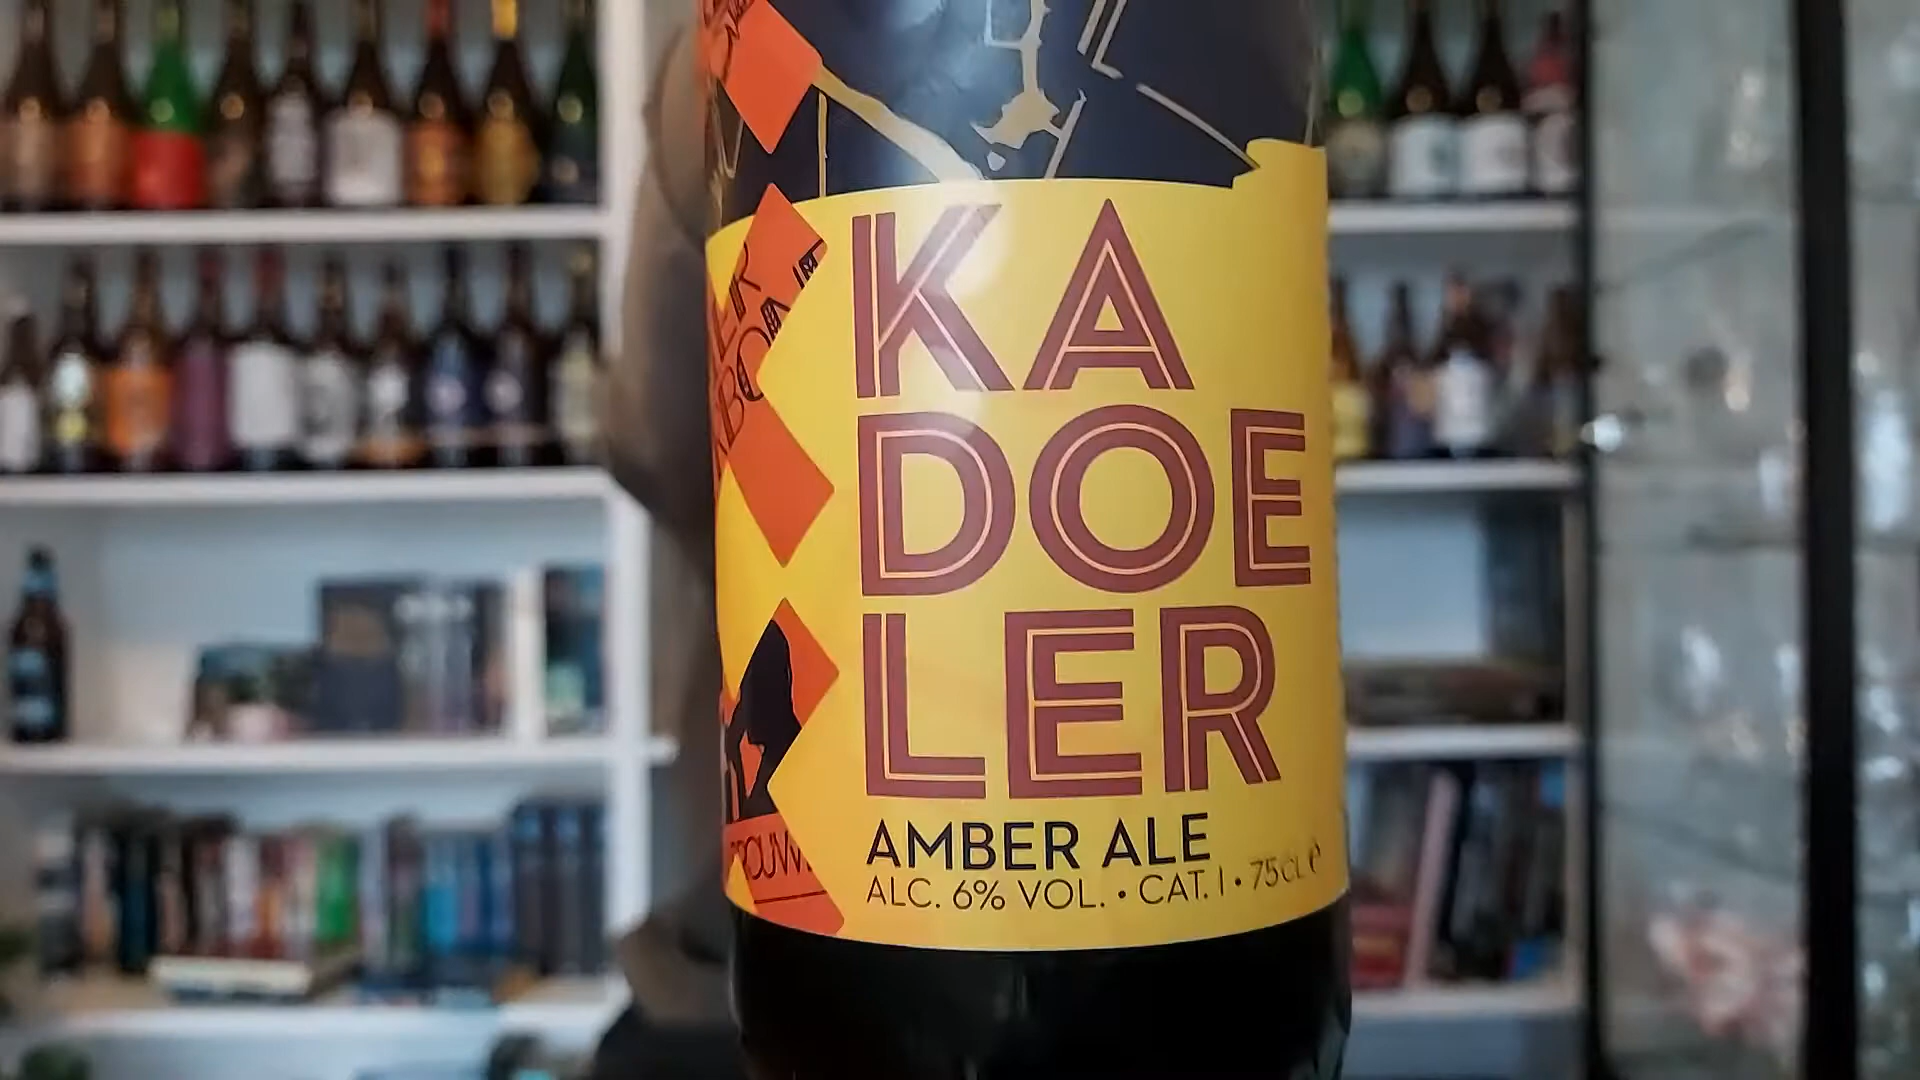 KA
DOE
LER
AMBER ALE
ALC. 6% VOL. • CAT. I • 75CL e